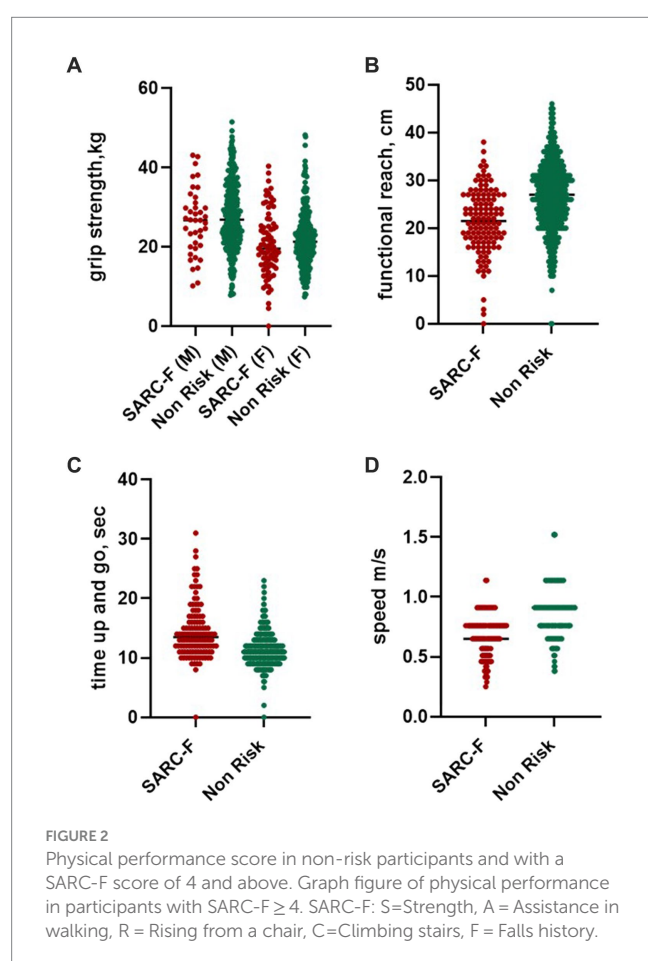 A
grip strength,kg
60
40
20
0
SARC-F (M)
Non Risk (M)
SARC-F (F)
Non Risk (F)
B
functional reach, cm
50
40
30
20
10
0
SARC-F
Non Risk
C
time up and go, sec
40
30
20
10
0
SARC-F
Non Risk
D
speed m/s
2.0
1.5
1.0
0.5
0.0
SARC-F
Non Risk
FIGURE 2
Physical performance score in non-risk participants and with a
SARC-F score of 4 and above. Graph figure of physical performance
in participants with SARC-F ≥ 4. SARC-F: S=Strength, A = Assistance in
walking, R = Rising from a chair, C=Climbing stairs, F = Falls history.